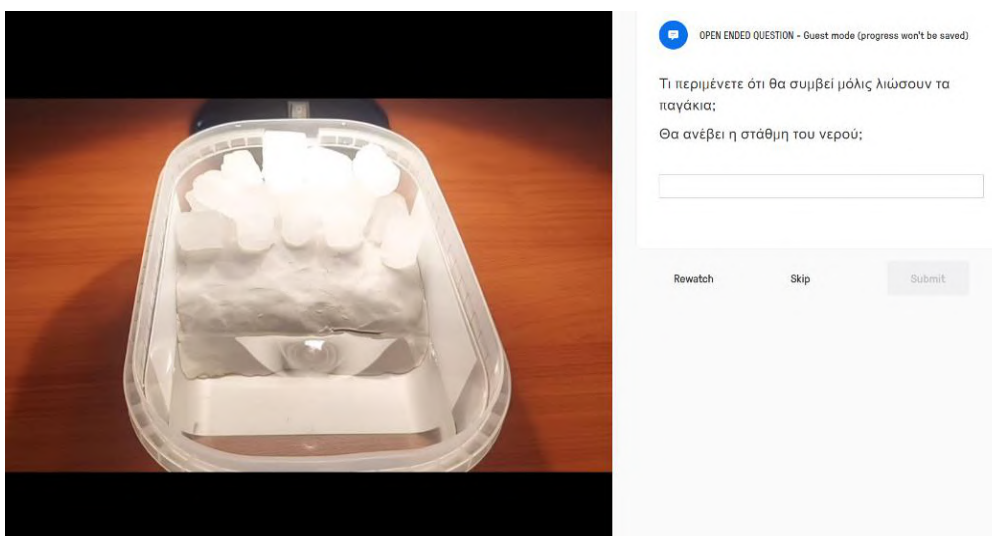 OPEN ENDED QUESTION - Guest mode (progress won't be saved)
Τι περιμένετε ότι θα συμβεί μόλις λιώσουν τα
παγάκια;
Θα ανέβει η στάθμη του νερού;
Rewatch
Skip
Submit